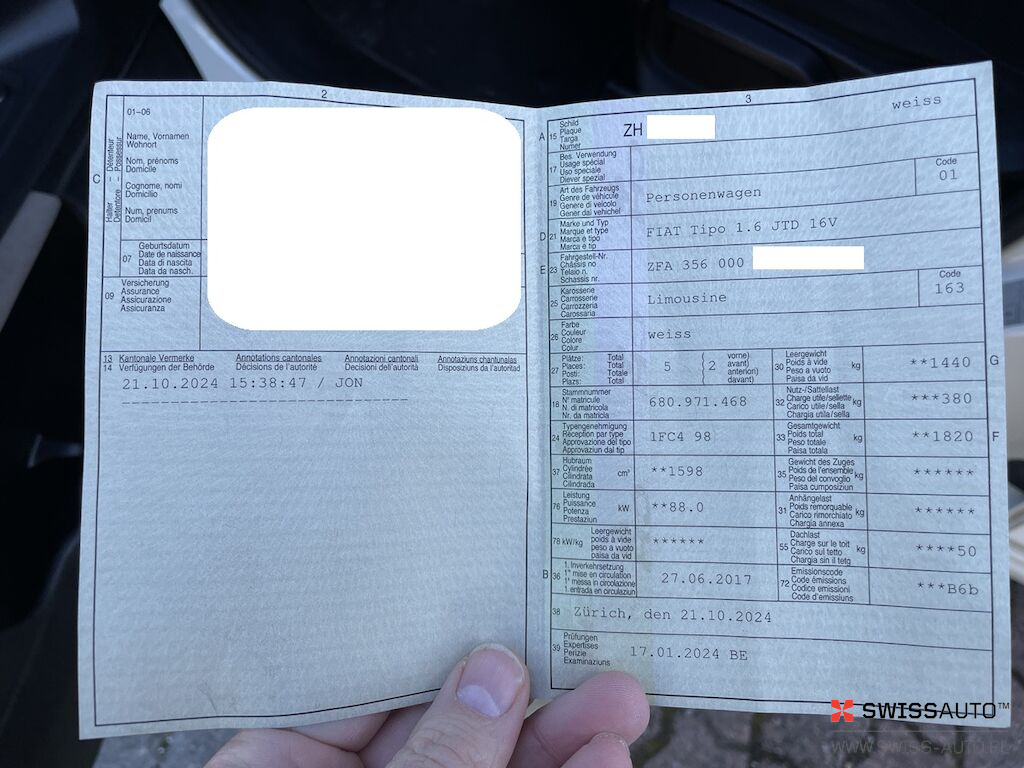 2
01-06
Name, Vornamen
Wohnort
Nom, prénoms
Domicile
Cognome, nomi
Domicilio
Num, prenums
Domicil
C
Halter – Détenteur
Détentore – Possessur
07
Geburtsdatum
Date de naissance
Data di nascita
Data da nasch.
09
Versicherung
Assurance
Assicurazione
Assicuranza
13 Kantonale Vermerke Annotations cantonales Annotazioni cantonali Annotaziuns chantunalas
14 Verfügungen der Behörde Décisions de l'autorité Decisioni dell'autorità Disposiziuns da l'autoritad
21.10.2024 15:38:47 / JON
3
weiss
A 15
Schild
Plaque
Targa
Numer
ZH
17
Bes. Verwendung
Usage spécial
Uso speciale
Diever spezial
19
Art des Fahrzeugs
Genre de véhicule
Genere di veicolo
Gener dal vehichel
Personenwagen
Code
01
D 21
Marke und Typ
Marque et type
Marca e tipo
Marca e tip
FIAT Tipo 1.6 JTD 16V
E 23
Fahrgestell-Nr.
Châssis no
Telaio n.
Schassis nr.
ZFA 356 000
25
Karosserie
Carrosserie
Carrozzeria
Carossaria
Limousine
Code
163
26
Farbe
Couleur
Colore
Colur
weiss
27
Plätze: Total
Places: Total
Posti: Totale
Plazs: Total
5 2
vorne)
avant)
anteriori)
davant)
30
Leergewicht
Poids à vide
Peso a vuoto
Paisa da vid
kg
**1440
G
18
Stammnummer
N° matricule
N. di matricola
Nr. da matricla
680.971.468
32
Nutz-/Sattellast
Charge utile/sellette
Carico utile/sella
Chargia utila/sella
kg
***380
24
Typengenehmigung
Réception par type
Approvazione del tipo
Approvaziun dal tip
1FC4 98
33
Gesamtgewicht
Poids total
Peso totale
Paisa totala
kg
**1820
F
37
Hubraum
Cylindrée
Cilindrata
Cilindrada
cm³
**1598
35
Gewicht des Zuges
Poids de l'ensemble
Peso del convoglio
Paisa cumposiziun
kg
******
76
Leistung
Puissance
Potenza
Prestaziun
kW
**88.0
31
Anhängelast
Poids remorquable
Carico rimorchiato
Chargia annexa
kg
******
78 kW/kg
Leergewicht
poids à vide
peso a vuoto
paisa da vid
******
55
Dachlast
Charge sur le toit
Carico sul tetto
Chargia sin il tetg
kg
****50
B 36
1. Inverkehrsetzung
1re mise en circulation
1a messa in circolazione
1. entrada en circulaziun
27.06.2017
72
Emissionscode
Code émissions
Codice emissioni
Code d'emissiuns
***B6b
38
Zürich, den 21.10.2024
39
Prüfungen
Expertises
Perizie
Examinaziuns
17.01.2024 BE
SWISSAUTO™
WWW.SWISS-AUTO.PL